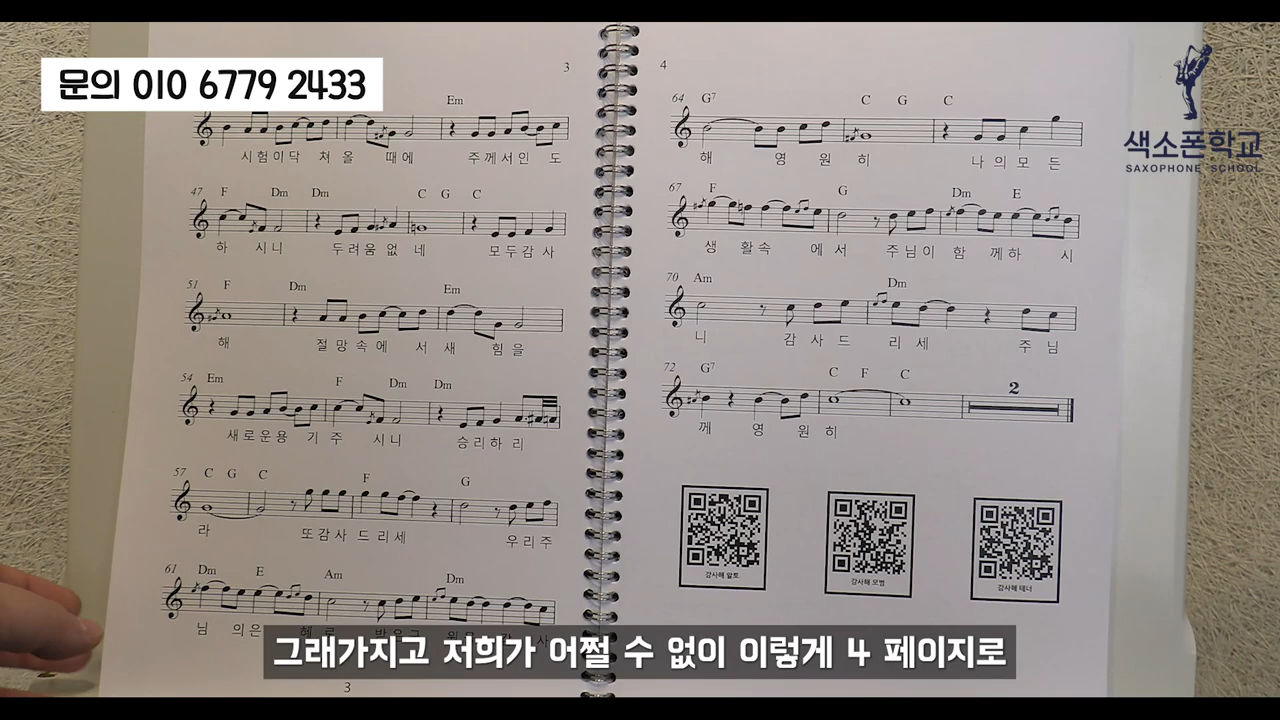 문의 010 6779 2433
색소폰학교
SAXOPHONE SCHOOL
3
Em
시험이닥 쳐 올 때에 주께서인 도
47 F Dm Dm C G C
하 시니 두려움없 네 모두감 사
51 F Dm Em
해 절망속에 서새 힘을
54 Em F Dm Dm
새로운용 기 주 시니 승리하 리
57 C G C F G
라 또감사 드리세 우리주
61 Dm E Am Dm
님 의은
3
4
64 G7 C G C
해 영 원 히 나의모 든
67 F G Dm E
생 활속 에서 주님이 함 께하 시
70 Am Dm
니 감사드 리세 주 님
72 G7 C F C 2
께 영 원 히
감사해 알토
감사해 모범
감사해 테너
그래가지고 저희가 어쩔 수 없이 이렇게 4 페이지로